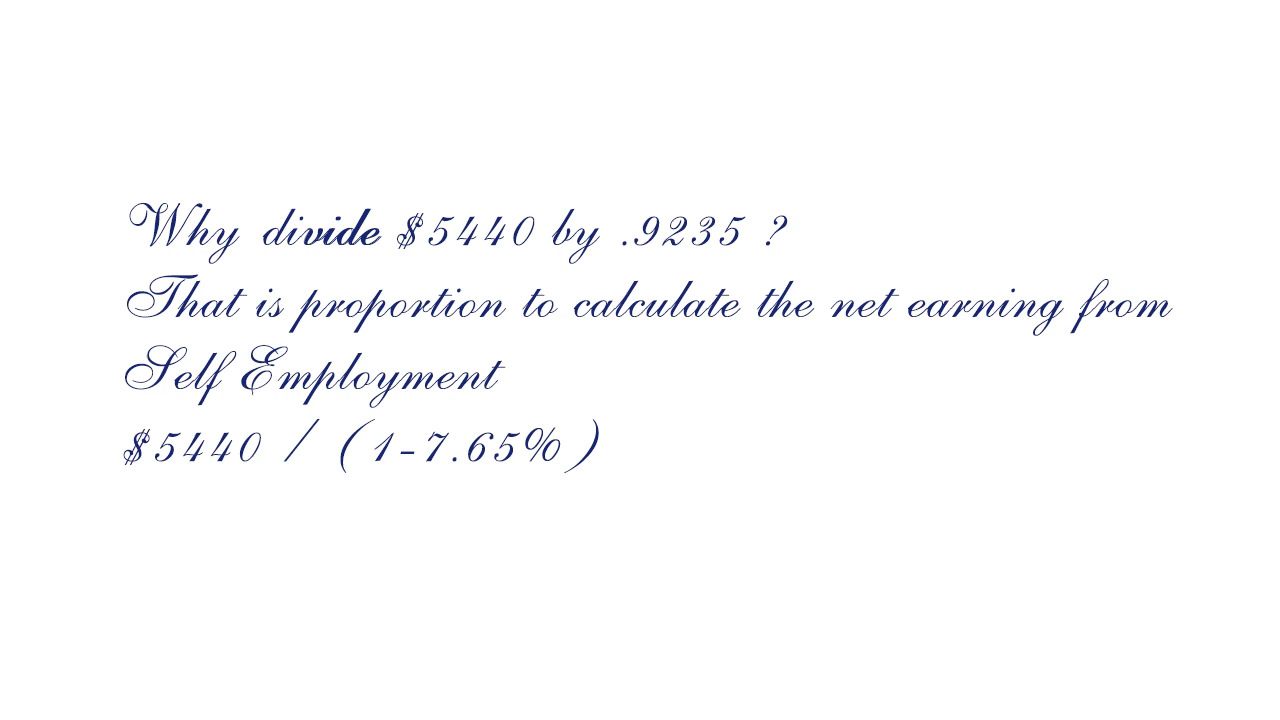 Why divide $5440 by .9235 ?
That is proportion to calculate the net earning from
Self Employment
$5440 / (1-7.65%)